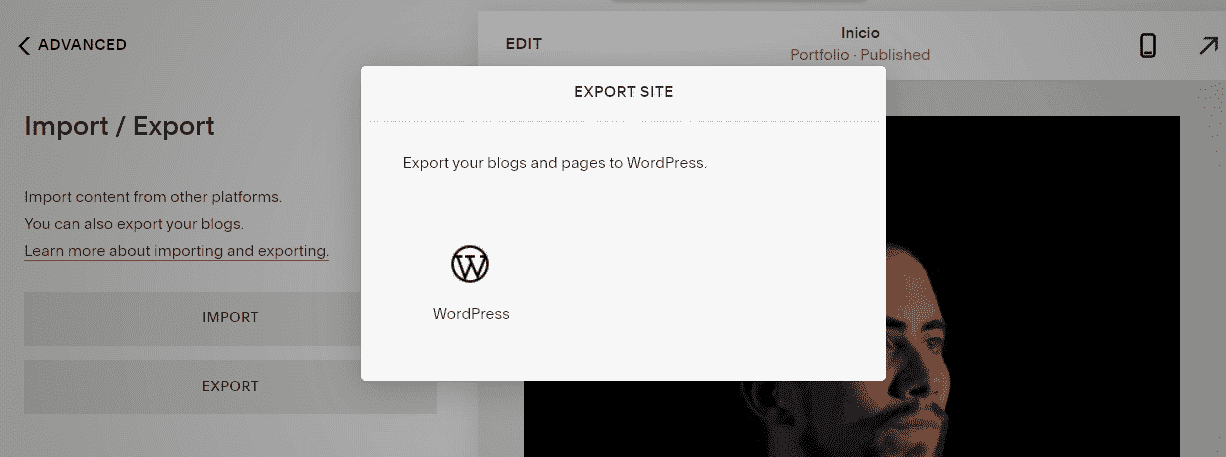 ADVANCED
EDIT
Inicio
Portfolio · Published
EXPORT SITE
Import / Export
Export your blogs and pages to WordPress.
Import content from other platforms.
You can also export your blogs.
Learn more about importing and exporting.
WordPress
IMPORT
EXPORT